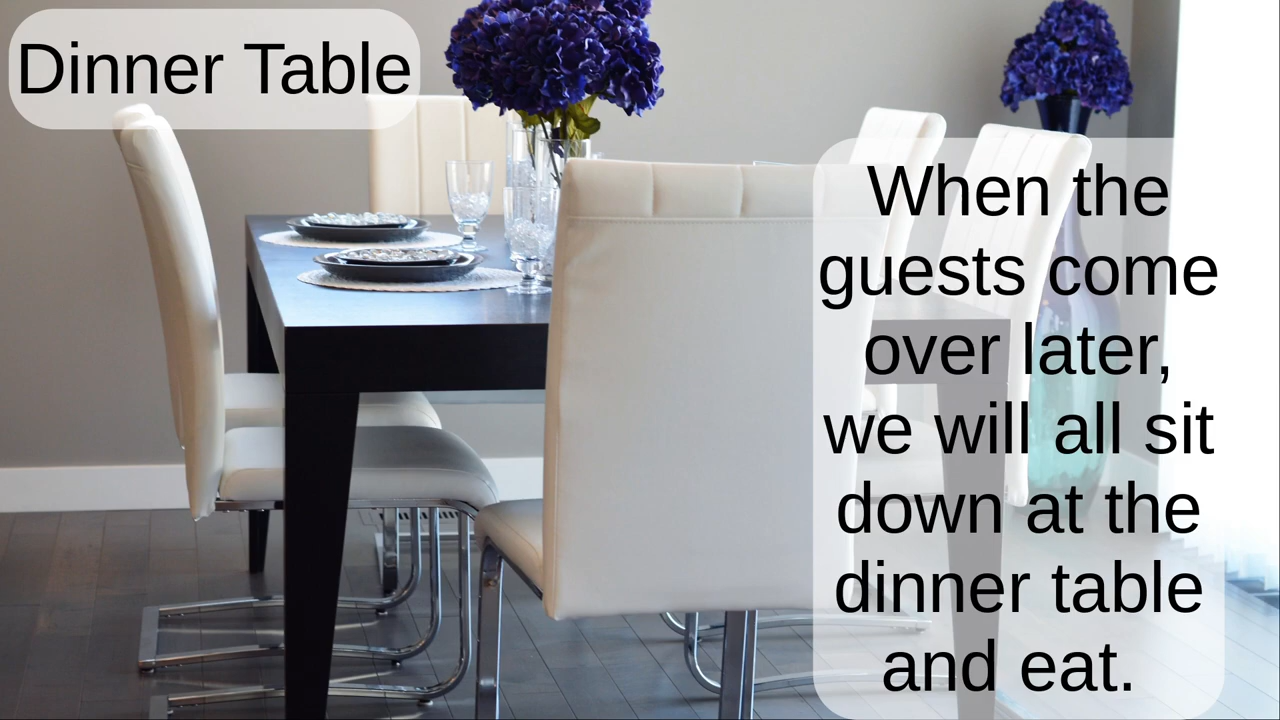 Dinner Table
When the
guests come
over later,
we will all sit
down at the
dinner table
and eat.